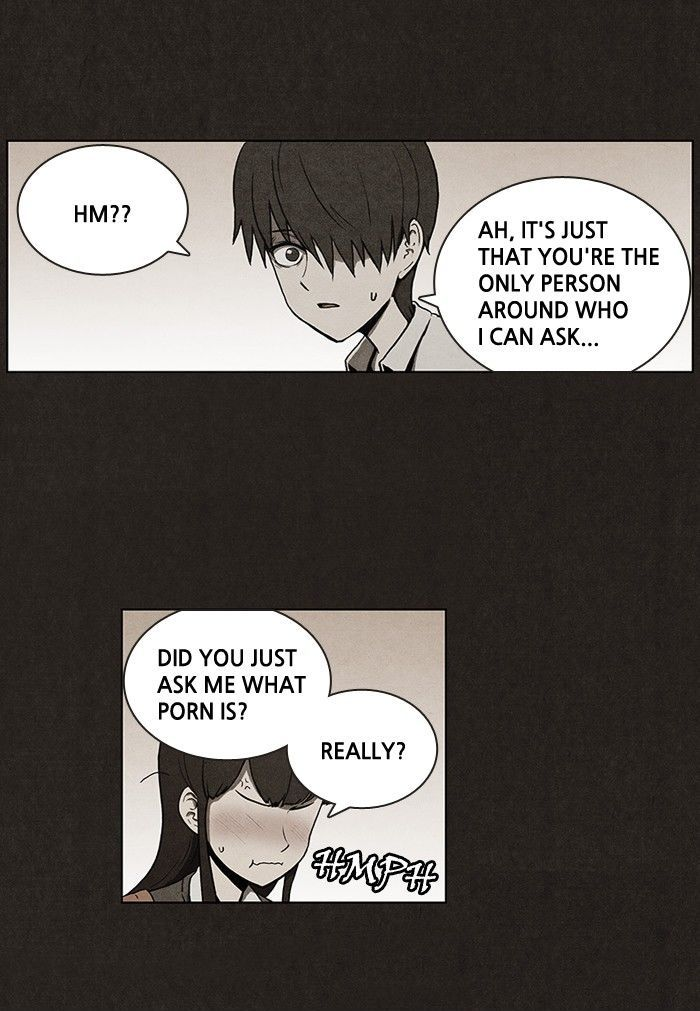 HM??
AH, IT'S JUST
THAT YOU'RE THE
ONLY PERSON
AROUND WHO
I CAN ASK...
DID YOU JUST
ASK ME WHAT
PORN IS?
REALLY?
HMPH